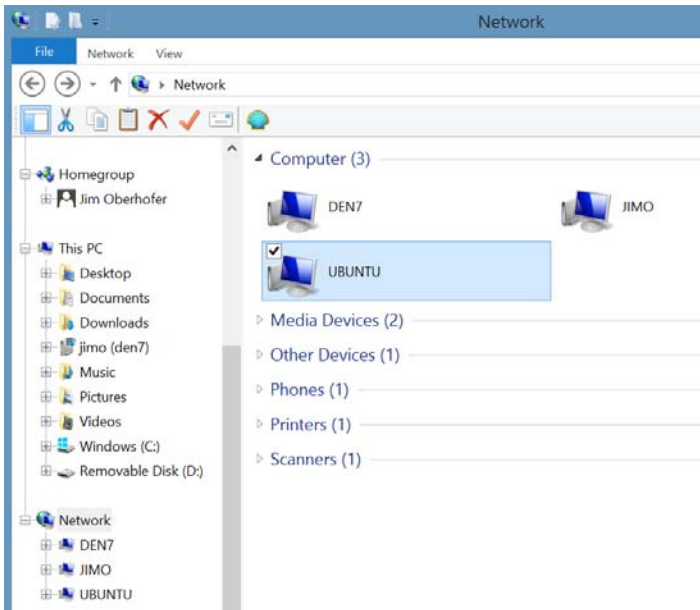 Network
File Network View
Network
Homegroup
Jim Oberhofer
This PC
Desktop
Documents
Downloads
jimo (den7)
Music
Pictures
Videos
Windows (C:)
Removable Disk (D:)
Network
DEN7
JIMO
UBUNTU
Computer (3)
DEN7 JIMO
UBUNTU
Media Devices (2)
Other Devices (1)
Phones (1)
Printers (1)
Scanners (1)